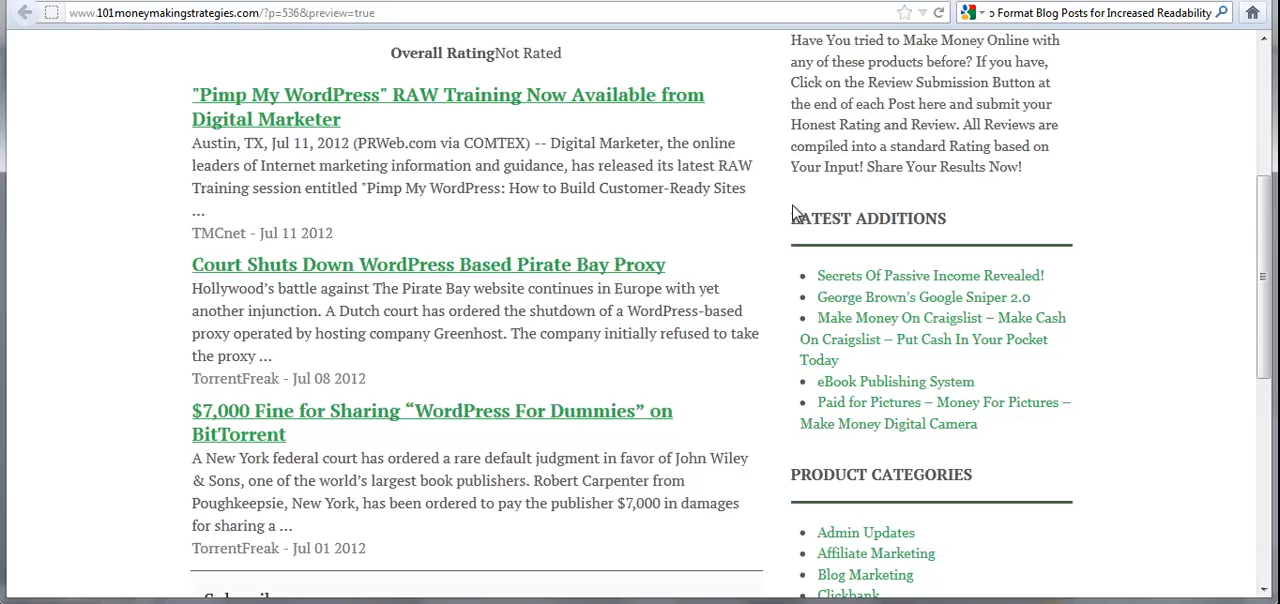 www.101moneymakingstrategies.com/?p=536&preview=true
o Format Blog Posts for Increased Readability
Overall RatingNot Rated
"Pimp My WordPress" RAW Training Now Available from
Digital Marketer
Austin, TX, Jul 11, 2012 (PRWeb.com via COMTEX) -- Digital Marketer, the online
leaders of Internet marketing information and guidance, has released its latest RAW
Training session entitled "Pimp My WordPress: How to Build Customer-Ready Sites
...
TMCnet - Jul 11 2012
Court Shuts Down WordPress Based Pirate Bay Proxy
Hollywood's battle against The Pirate Bay website continues in Europe with yet
another injunction. A Dutch court has ordered the shutdown of a WordPress-based
proxy operated by hosting company Greenhost. The company initially refused to take
the proxy ...
TorrentFreak - Jul 08 2012
$7,000 Fine for Sharing “WordPress For Dummies” on
BitTorrent
A New York federal court has ordered a rare default judgment in favor of John Wiley
& Sons, one of the world's largest book publishers. Robert Carpenter from
Poughkeepsie, New York, has been ordered to pay the publisher $7,000 in damages
for sharing a ...
TorrentFreak - Jul 01 2012
Have You tried to Make Money Online with
any of these products before? If you have,
Click on the Review Submission Button at
the end of each Post here and submit your
Honest Rating and Review. All Reviews are
compiled into a standard Rating based on
Your Input! Share Your Results Now!
LATEST ADDITIONS
Secrets Of Passive Income Revealed!
George Brown's Google Sniper 2.0
Make Money On Craigslist – Make Cash
On Craigslist – Put Cash In Your Pocket
Today
eBook Publishing System
Paid for Pictures – Money For Pictures –
Make Money Digital Camera
PRODUCT CATEGORIES
Admin Updates
Affiliate Marketing
Blog Marketing
Clickbank